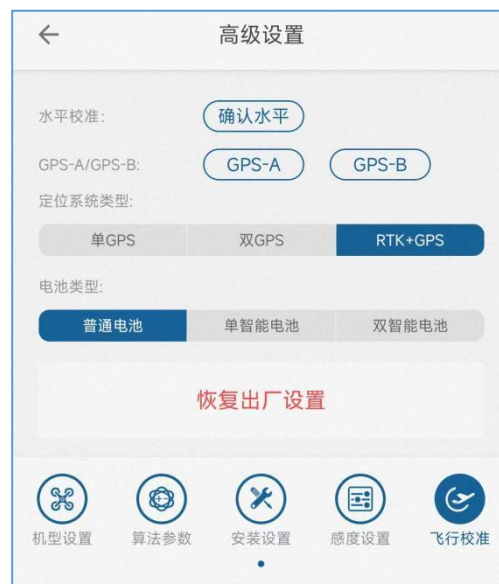 高级设置
水平校准: 确认水平
GPS-A/GPS-B: GPS-A GPS-B
定位系统类型:
单GPS 双GPS RTK+GPS
电池类型:
普通电池 单智能电池 双智能电池
恢复出厂设置
机型设置 算法参数 安装设置 感度设置 飞行校准